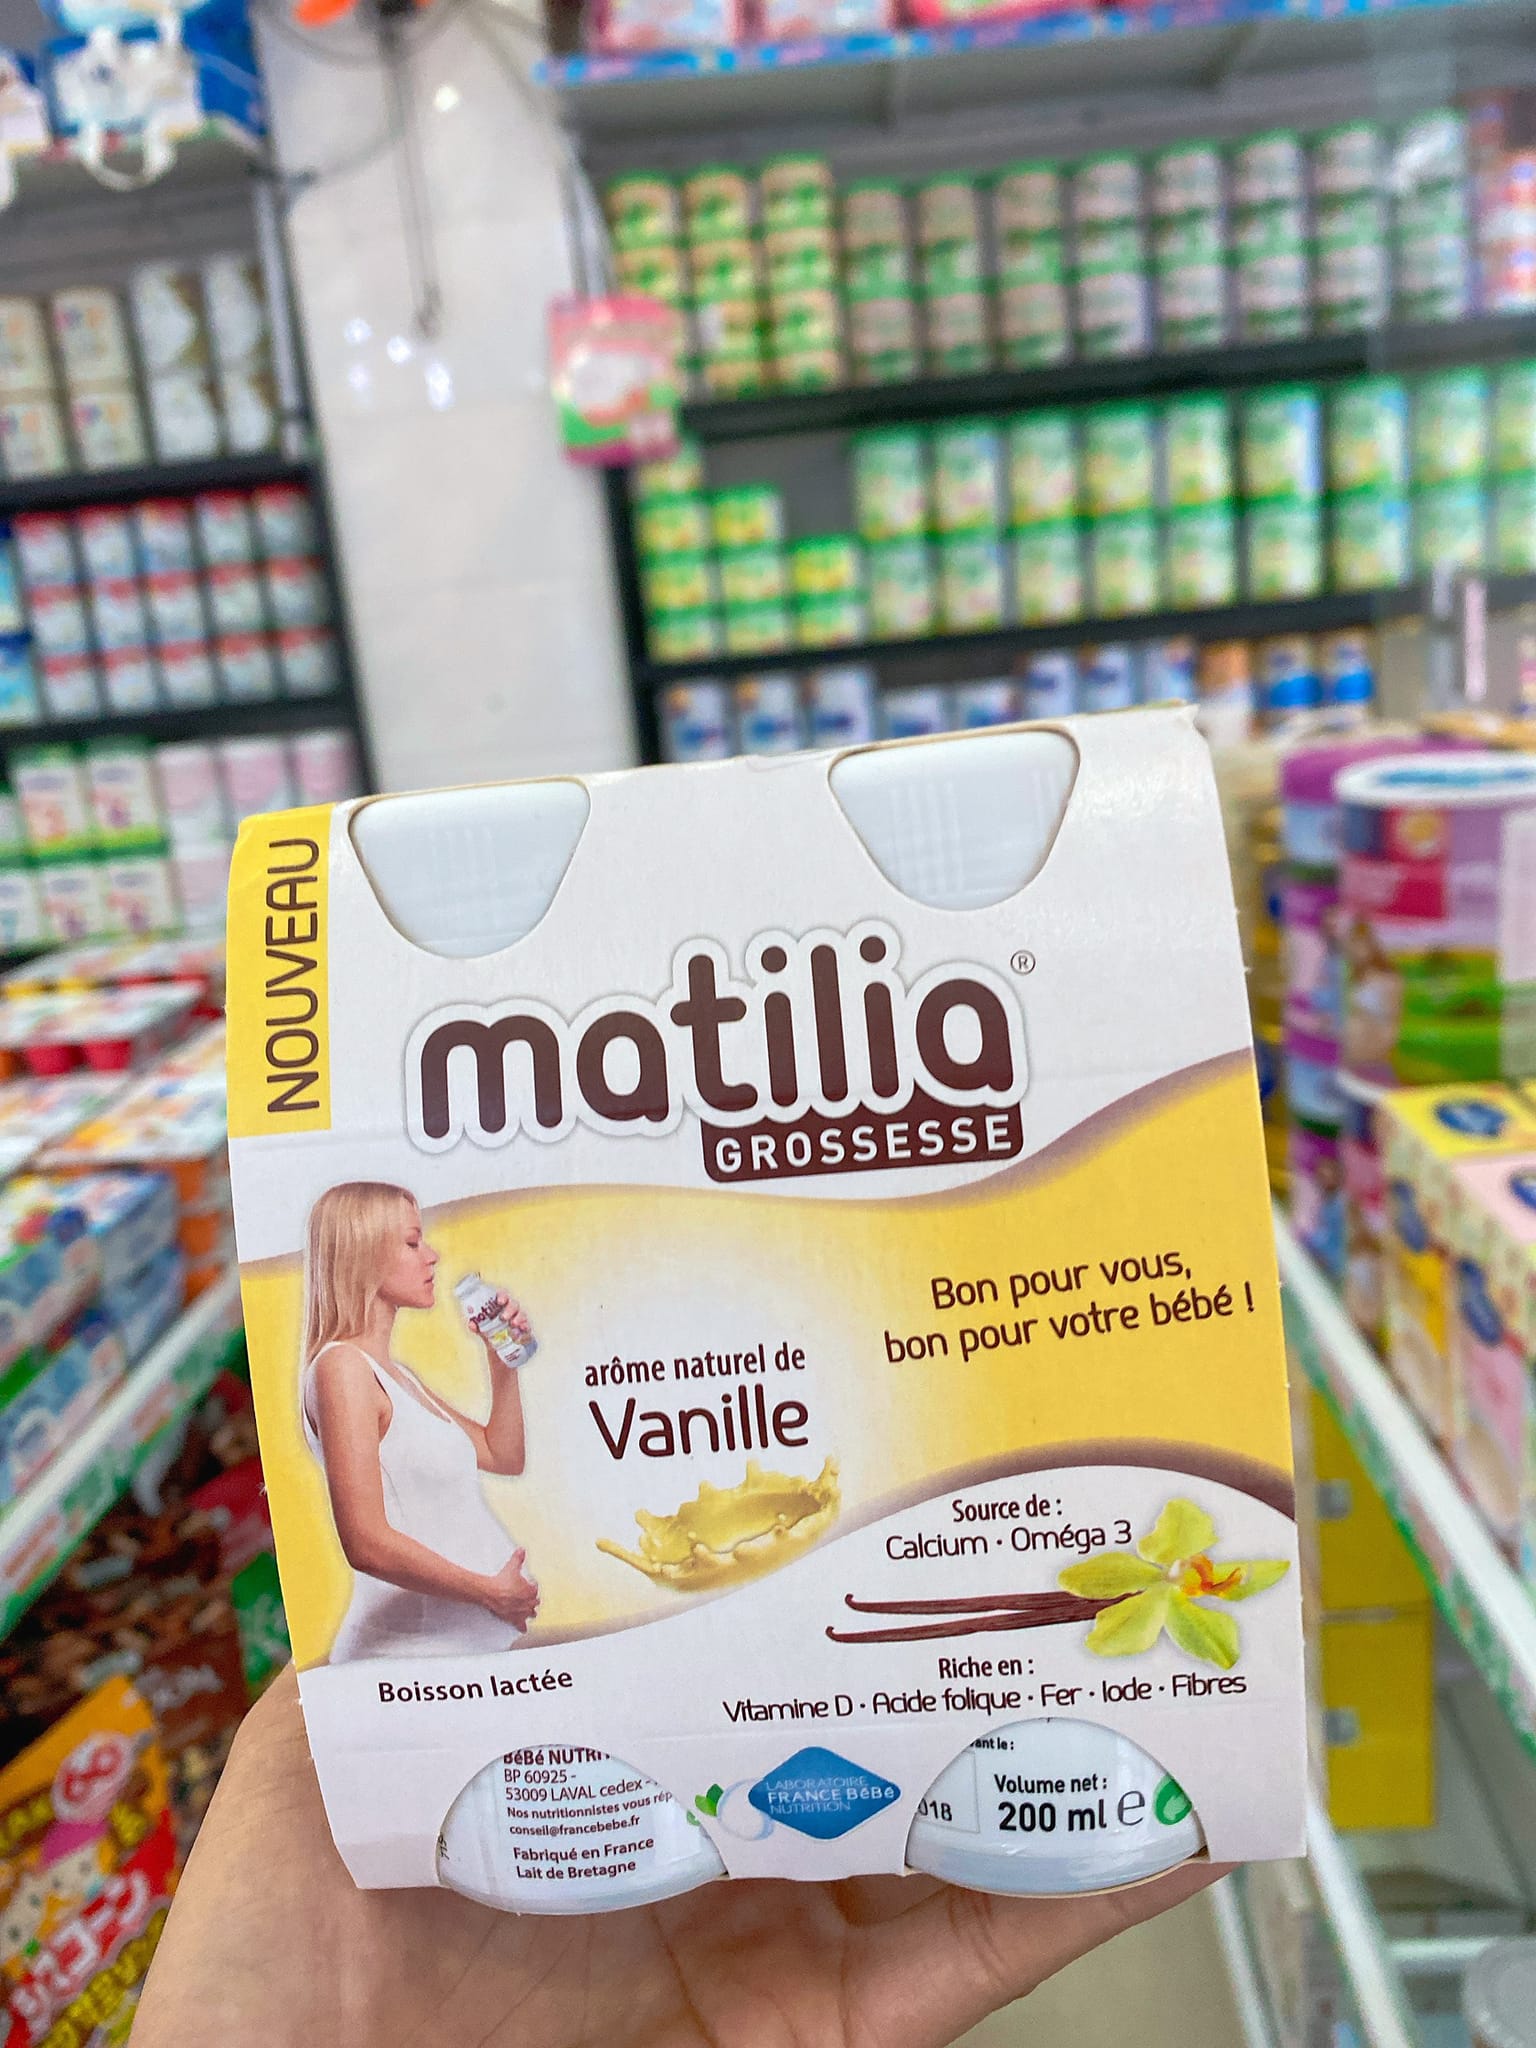 NOUVEAU
matilia®
GROSSESSE
Bon pour vous,
bon pour votre bébé !
arôme naturel de
Vanille
Source de :
Calcium · Oméga 3
Riche en :
Vitamine D · Acide folique · Fer · Iode · Fibres
Boisson lactée
BéBé
BP 60925 -
53009 LAVAL cedex -
Nos nutritionnistes vous
conseil@francebebe.fr
Fabriqué en France
Lait de Bretagne
LABORATOIRE
FRANCE BéBé
NUTRITION
le :
Volume net :
200 ml e